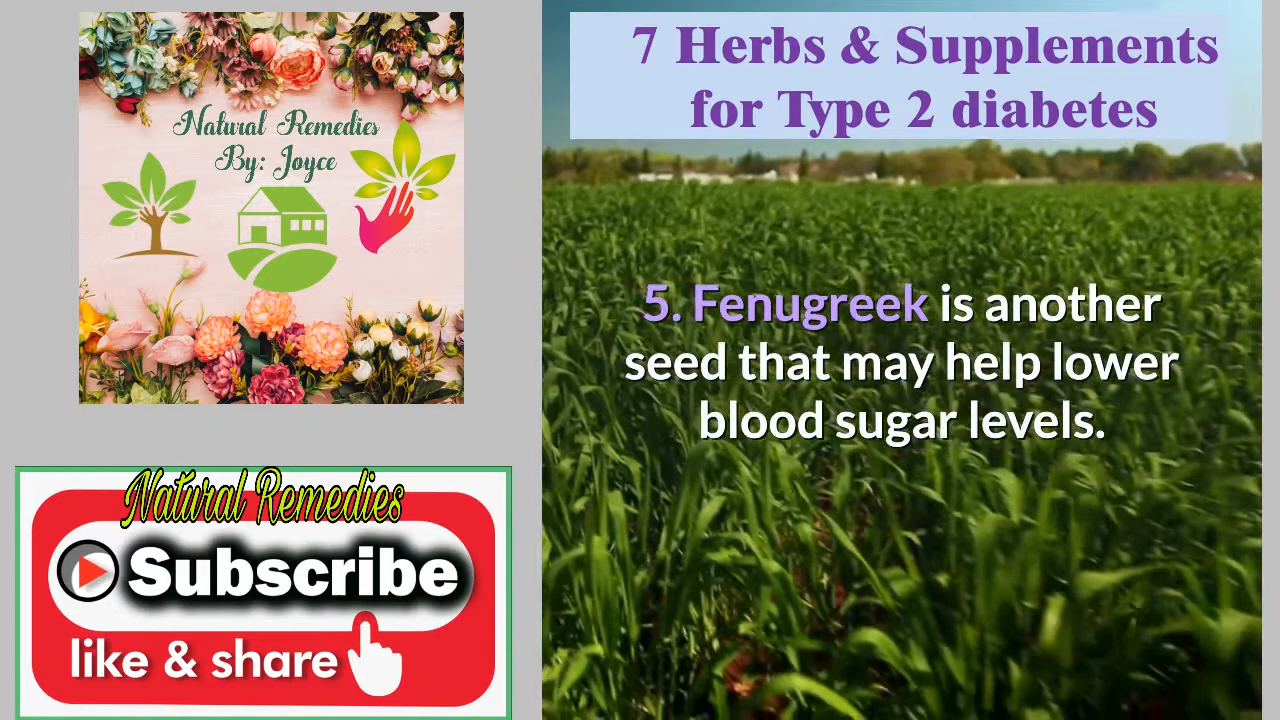 Natural Remedies
By: Joyce
Natural Remedies
Subscribe
like & share
7 Herbs & Supplements
for Type 2 diabetes
5. Fenugreek is another
seed that may help lower
blood sugar levels.